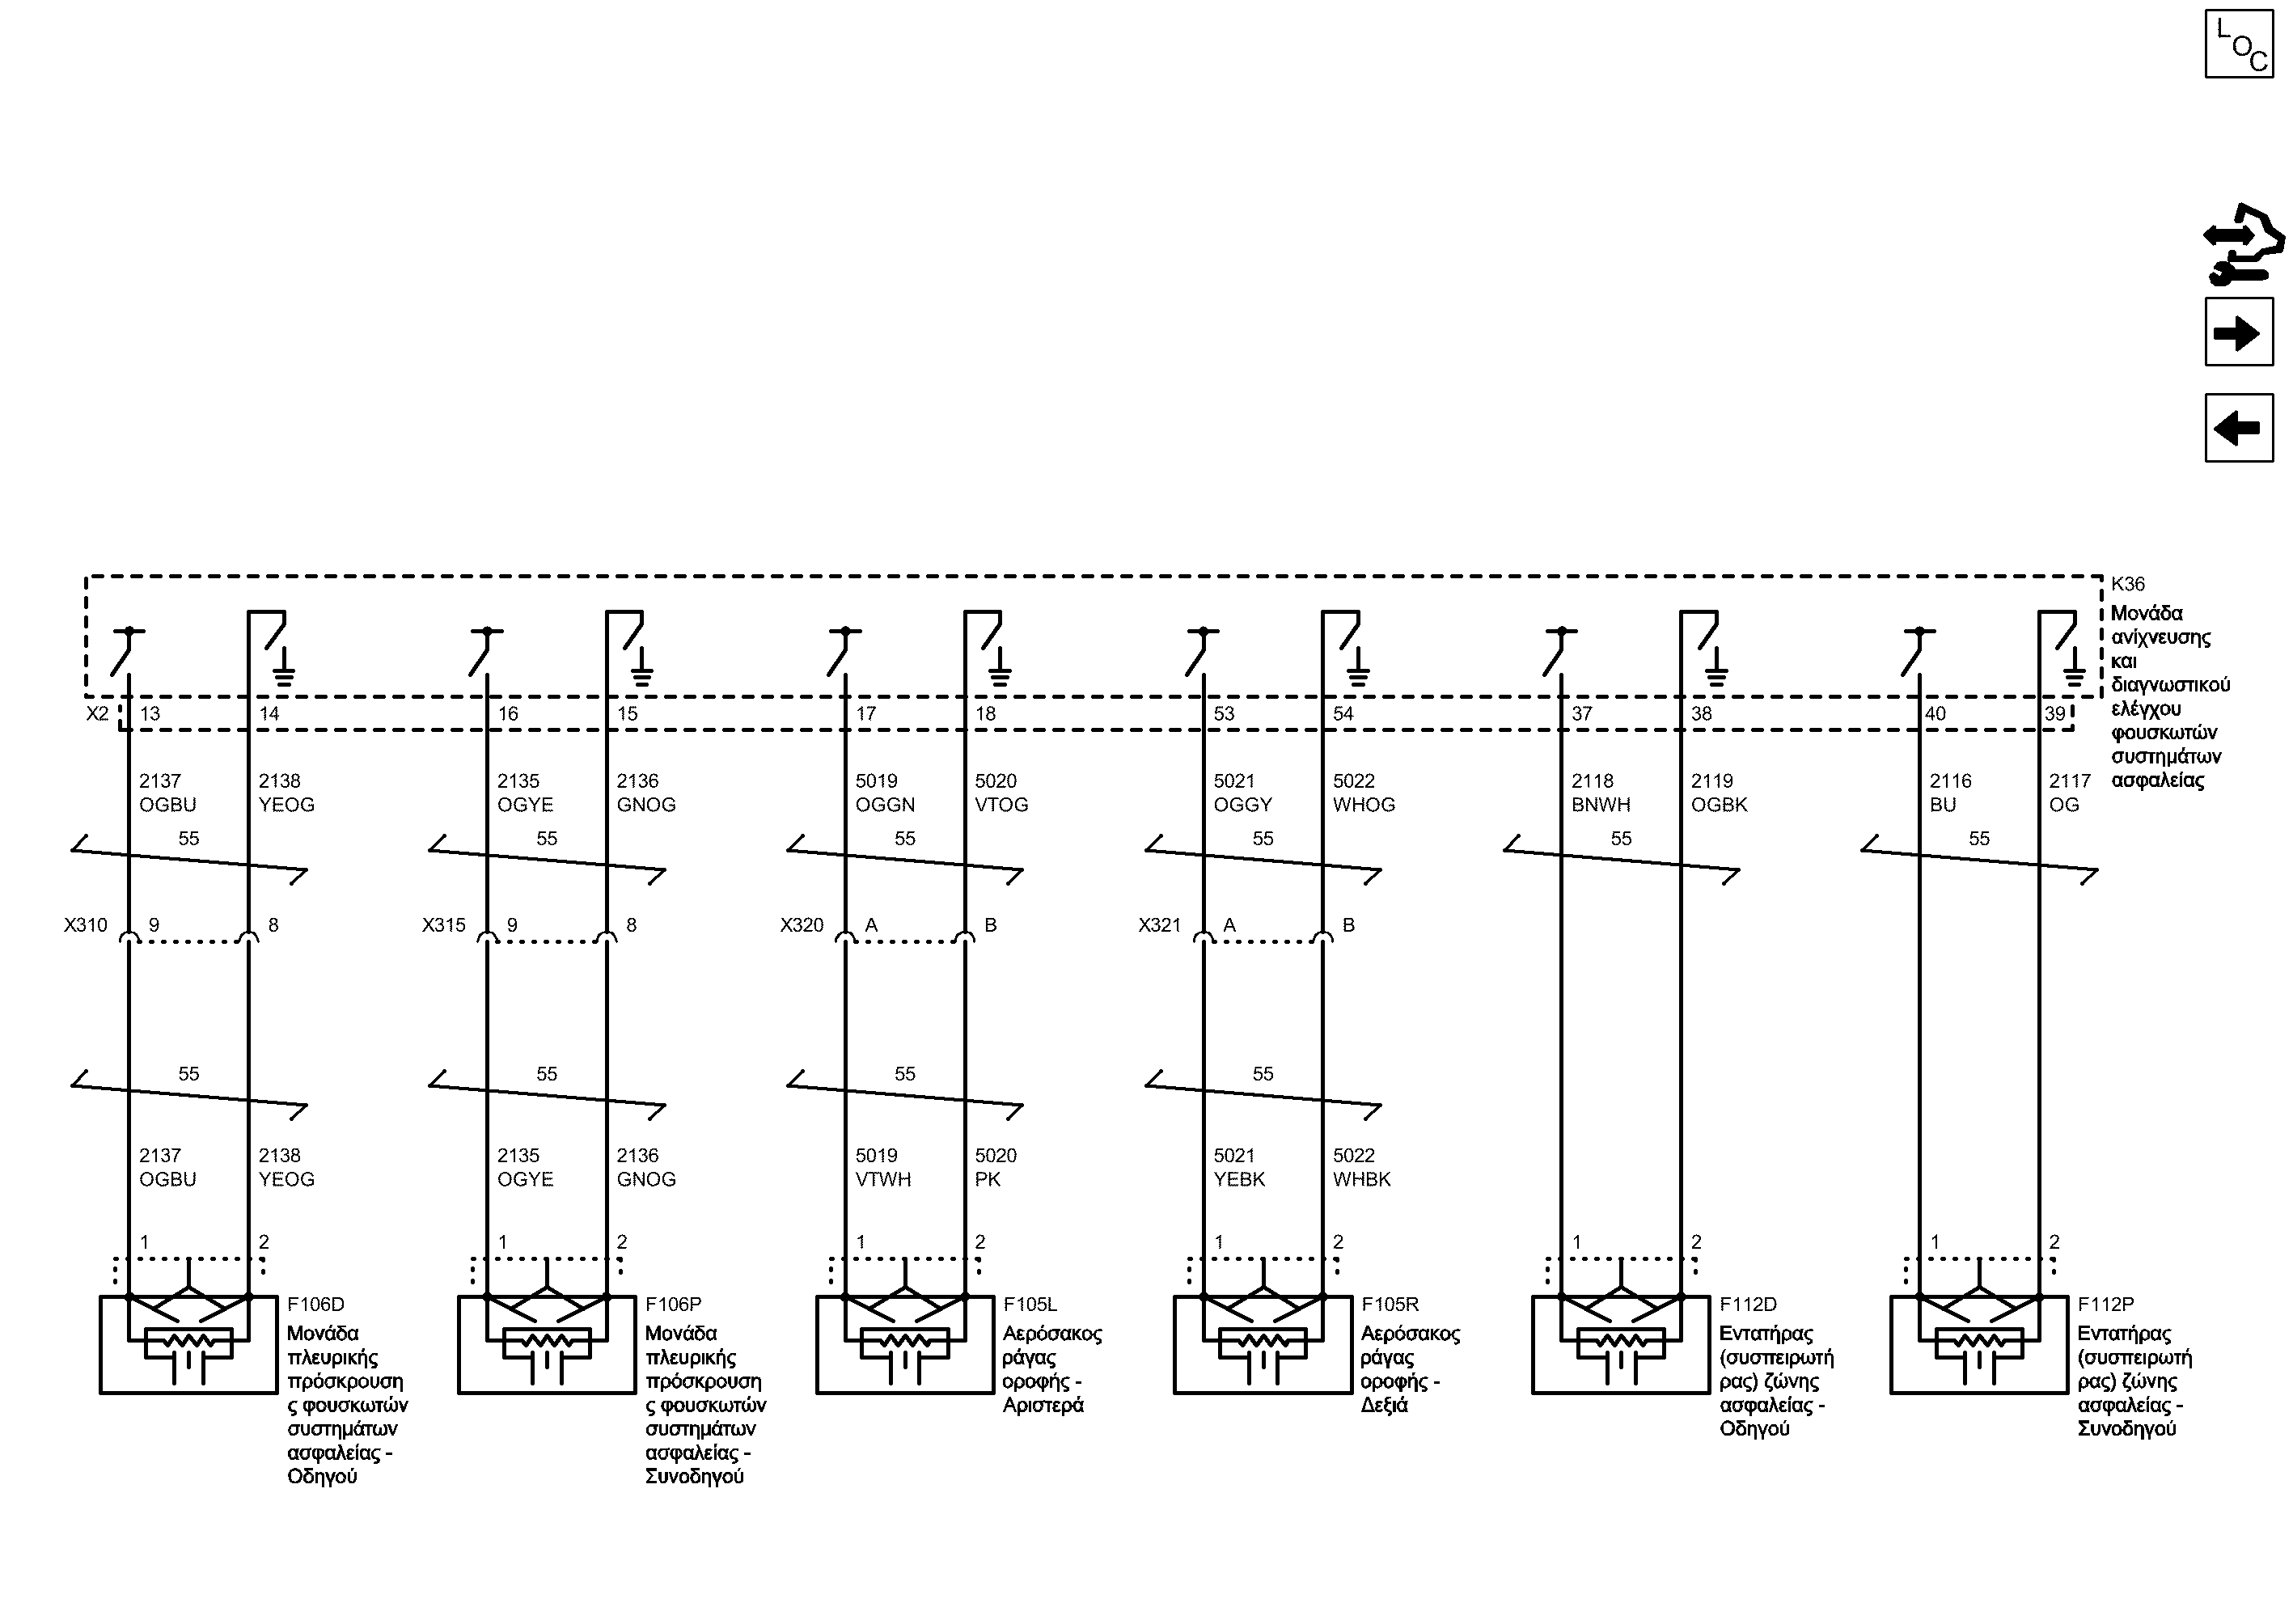 LOC
K36
Μονάδα
ανίχνευσης
και
διαγνωστικού
ελέγχου
φουσκωτών
συστημάτων
ασφαλείας
X2 13 14 16 15 17 18 53 54 37 38 40 39
2137 2138 2135 2136 5019 5020 5021 5022 2118 2119 2116 2117
OGBU YEOG OGYE GNOG OGGN VTOG OGGY WHOG BNWH OGBK BU OG
55 55 55 55 55 55
X310 9 8 X315 9 8 X320 A B X321 A B
55 55 55 55
2137 2138 2135 2136 5019 5020 5021 5022
OGBU YEOG OGYE GNOG VTWH PK YEBK WHBK
1 2 1 2 1 2 1 2 1 2 1 2
F106D
Μονάδα
πλευρικής
πρόσκρουση
ς φουσκωτών
συστημάτων
ασφαλείας -
Οδηγού
F106P
Μονάδα
πλευρικής
πρόσκρουση
ς φουσκωτών
συστημάτων
ασφαλείας -
Συνοδηγού
F105L
Αερόσακος
ράγας
οροφής -
Αριστερά
F105R
Αερόσακος
ράγας
οροφής -
Δεξιά
F112D
Εντατήρας
(συσπειρωτή
ρας) ζώνης
ασφαλείας -
Οδηγού
F112P
Εντατήρας
(συσπειρωτή
ρας) ζώνης
ασφαλείας -
Συνοδηγού